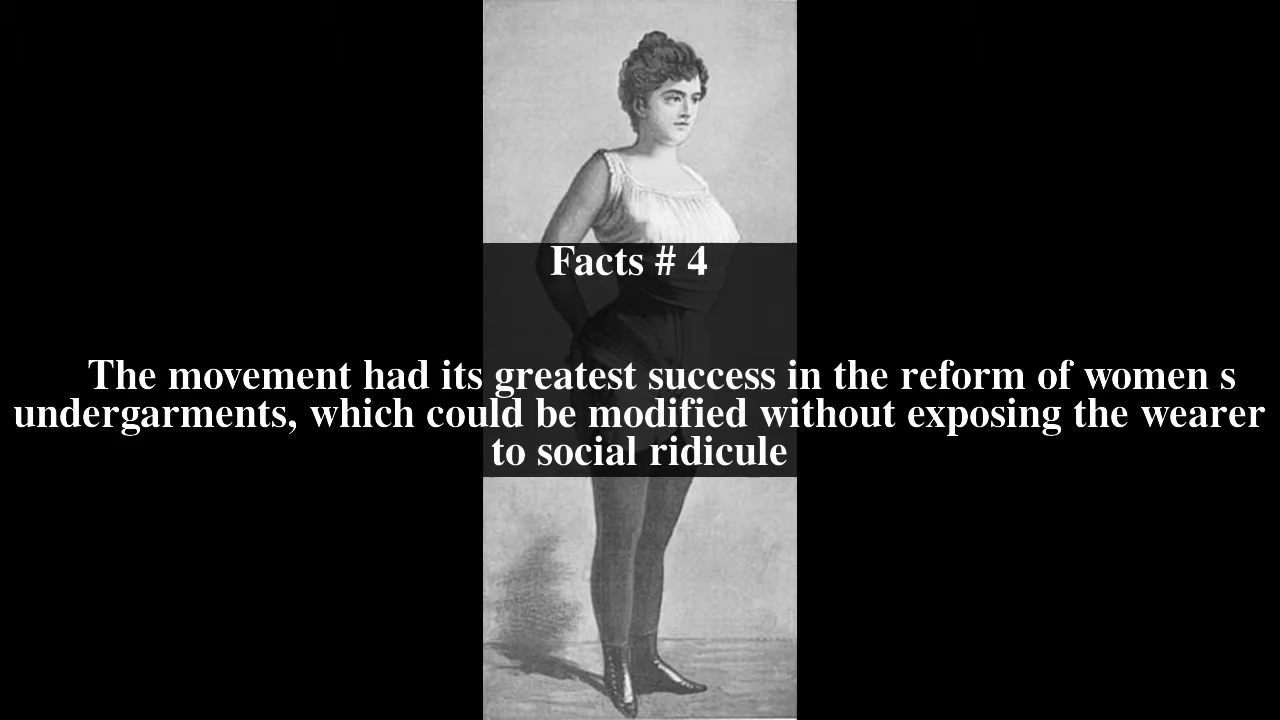 Facts # 4
The movement had its greatest success in the reform of women s
undergarments, which could be modified without exposing the wearer
to social ridicule